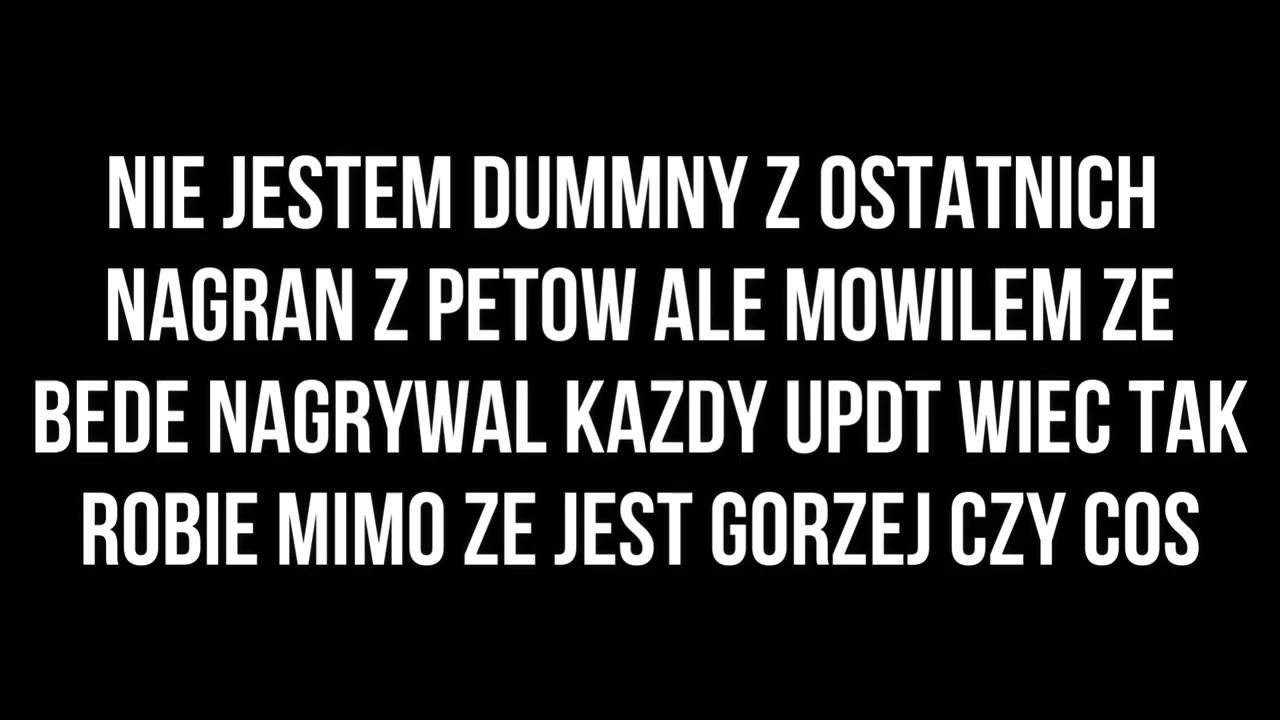 NIE JESTEM DUMMNY Z OSTATNICH
NAGRAN Z PETOW ALE MOWILEM ZE
BEDE NAGRYWAL KAZDY UPDT WIEC TAK
ROBIE MIMO ZE JEST GORZEJ CZY COS